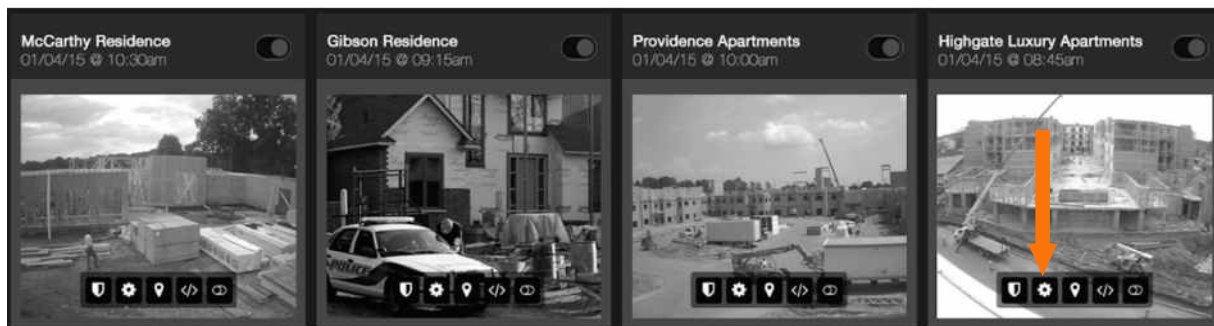 McCarthy Residence
01/04/15 @ 10:30am
Gibson Residence
01/04/15 @ 09:15am
Providence Apartments
01/04/15 @ 10:00am
Highgate Luxury Apartments
01/04/15 @ 08:45am
POLICE